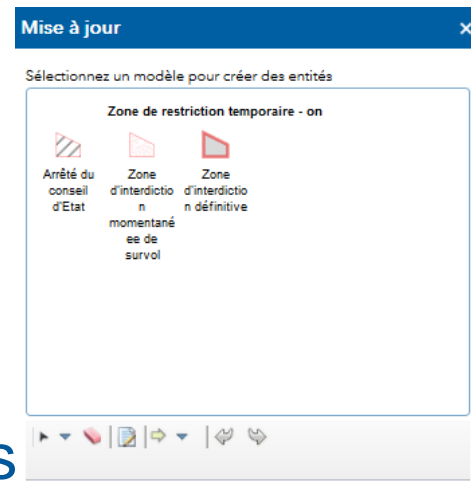 Mise à jour
×
Sélectionnez un modèle pour créer des entités
Zone de restriction temporaire - on
Arrêté du
conseil
d'Etat
Zone
d'interdictio
n
momentané
ee de
survol
Zone
d'interdictio
n définitive
s